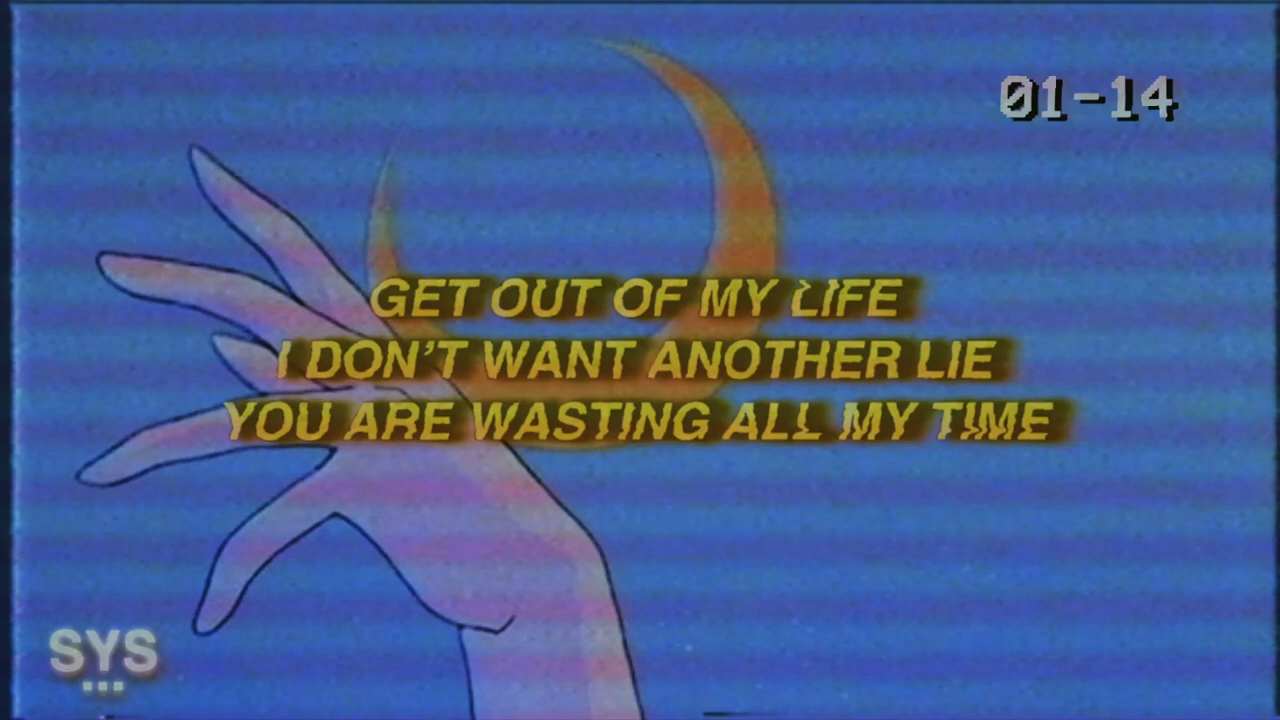 01-14
GET OUT OF MY LIFE
I DON’T WANT ANOTHER LIE
YOU ARE WASTING ALL MY TIME
SYS